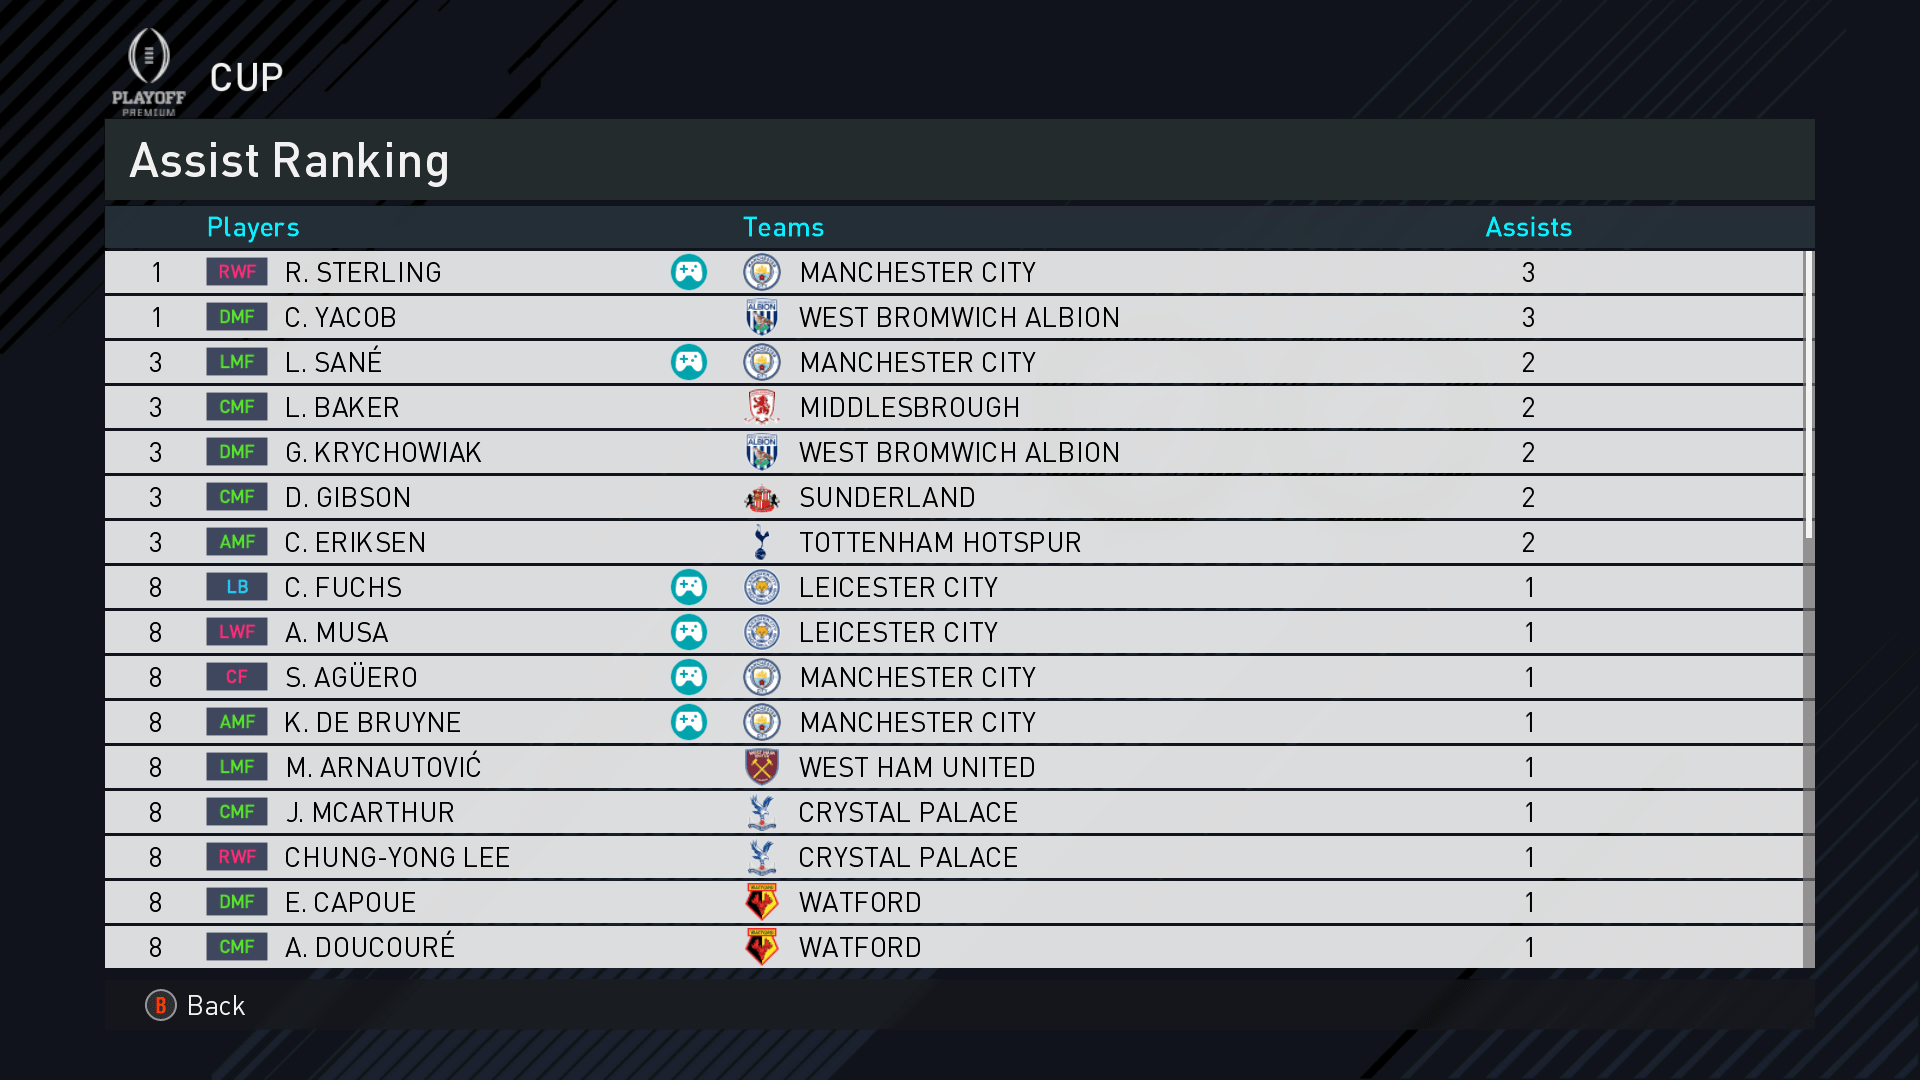 PLAYOFF
PREMIUM
CUP
Assist Ranking
Players Teams Assists
1 RWF R. STERLING MANCHESTER CITY 3
1 DMF C. YACOB WEST BROMWICH ALBION 3
3 LMF L. SANÉ MANCHESTER CITY 2
3 CMF L. BAKER MIDDLESBROUGH 2
3 DMF G. KRYCHOWIAK WEST BROMWICH ALBION 2
3 CMF D. GIBSON SUNDERLAND 2
3 AMF C. ERIKSEN TOTTENHAM HOTSPUR 2
8 LB C. FUCHS LEICESTER CITY 1
8 LWF A. MUSA LEICESTER CITY 1
8 CF S. AGÜERO MANCHESTER CITY 1
8 AMF K. DE BRUYNE MANCHESTER CITY 1
8 LMF M. ARNAUTOVIĆ WEST HAM UNITED 1
8 CMF J. MCARTHUR CRYSTAL PALACE 1
8 RWF CHUNG-YONG LEE CRYSTAL PALACE 1
8 DMF E. CAPOUE WATFORD 1
8 CMF A. DOUCOURÉ WATFORD 1
B Back